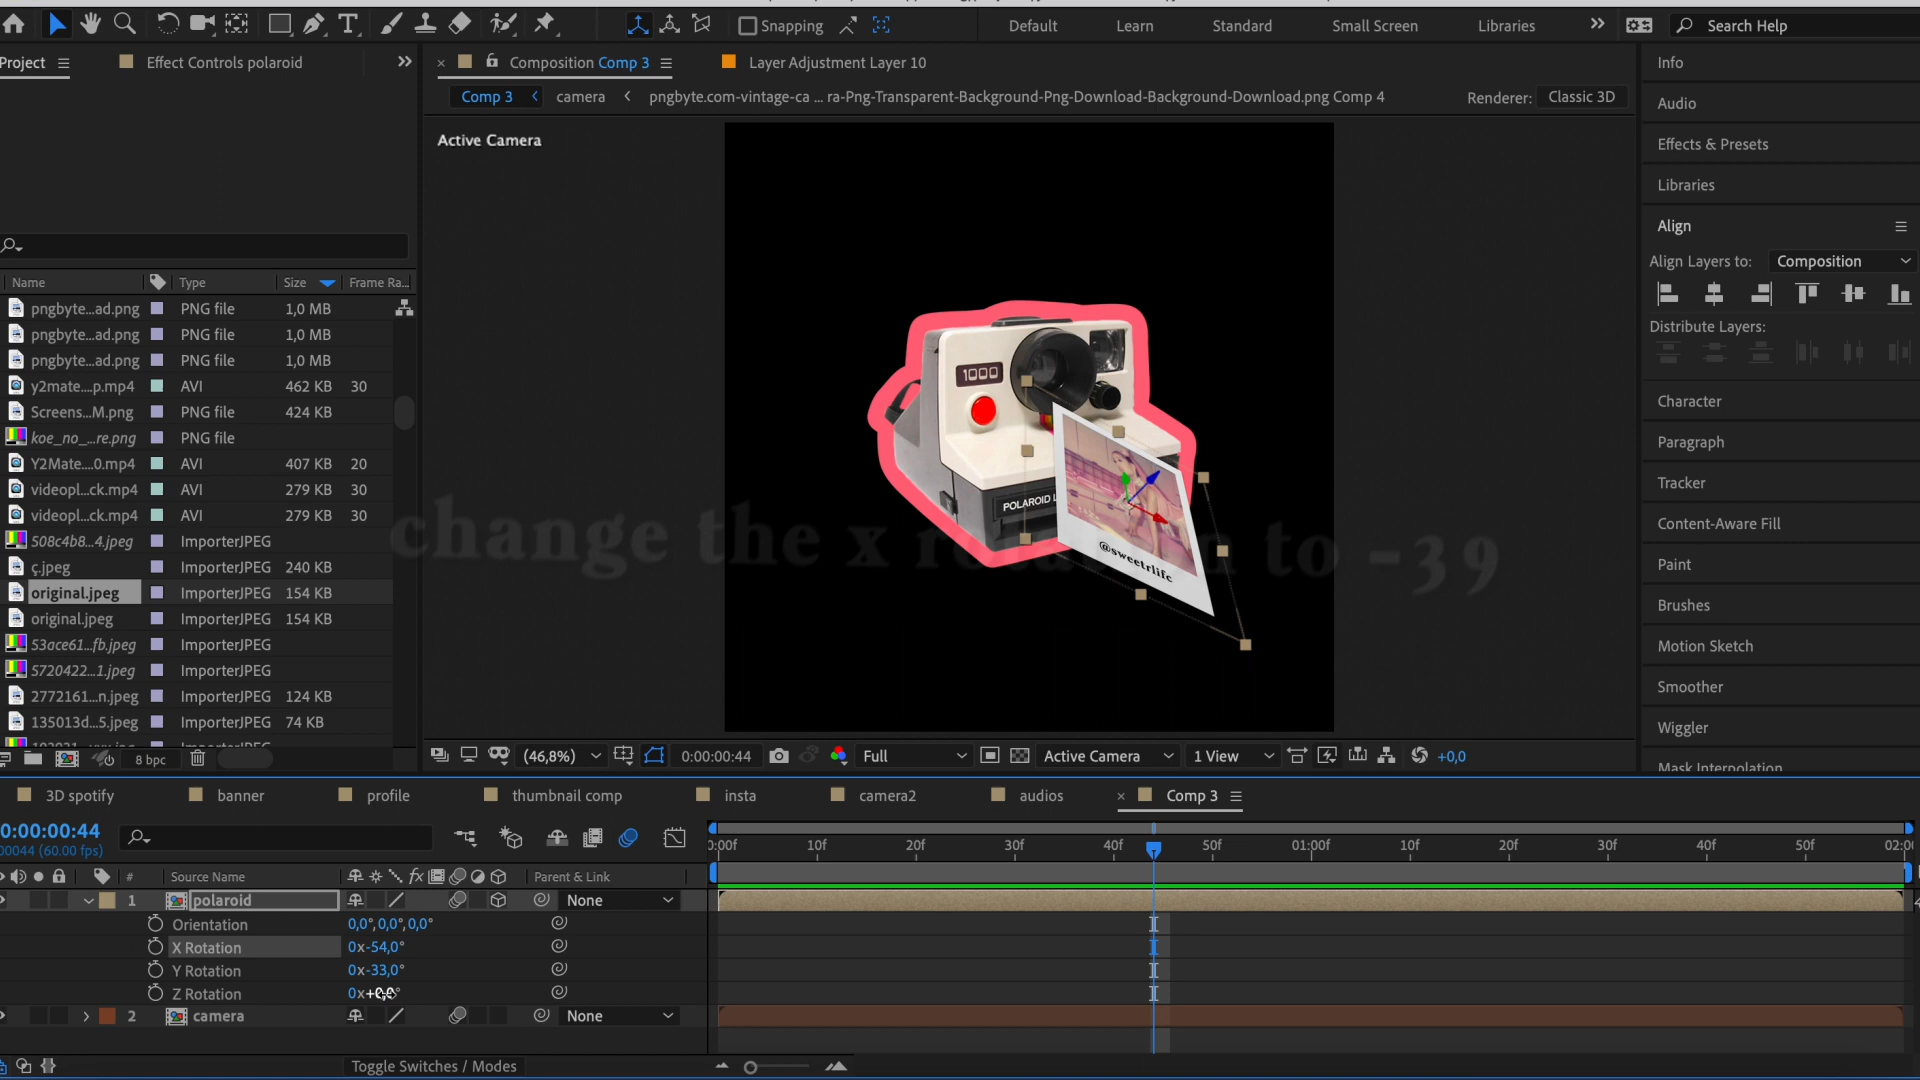 Snapping
Default
Learn
Standard
Small Screen
Libraries
Search Help
Project
Effect Controls polaroid
Composition Comp 3
Layer Adjustment Layer 10
Comp 3
camera
pngbyte.com-vintage-ca ... ra-Png-Transparent-Background-Png-Download-Background-Download.png Comp 4
Renderer:
Classic 3D
Active Camera
Info
Audio
Effects & Presets
Libraries
Align
Align Layers to:
Composition
Distribute Layers:
Character
Paragraph
Tracker
Content-Aware Fill
Paint
Brushes
Motion Sketch
Smoother
Wiggler
Mask Interpolation
Name Type Size Frame Ra...
pngbyte...ad.png PNG file 1,0 MB
pngbyte...ad.png PNG file 1,0 MB
pngbyte...ad.png PNG file 1,0 MB
y2mate....p.mp4 AVI 462 KB 30
Screens...M.png PNG file 424 KB
koe_no_...re.png PNG file
Y2Mate....0.mp4 AVI 407 KB 20
videopl...ck.mp4 AVI 279 KB 30
videopl...ck.mp4 AVI 279 KB 30
508c4b8...4.jpeg ImporterJPEG
ç.jpeg ImporterJPEG 240 KB
original.jpeg ImporterJPEG 154 KB
original.jpeg ImporterJPEG 154 KB
53ace61...fb.jpeg ImporterJPEG
5720422...1.jpeg ImporterJPEG
2772161...n.jpeg ImporterJPEG 124 KB
135013d...5.jpeg ImporterJPEG 74 KB
8 bpc
1000
POLAROID
@sweetrlife
change the x rotation to -39
(46,8%)
0:00:00:44
Full
Active Camera
1 View
+0,0
3D spotify
banner
profile
thumbnail comp
insta
camera2
audios
Comp 3
0:00:00:44
00044 (60.00 fps)
0:00f 10f 20f 30f 40f 50f 01:00f 10f 20f 30f 40f 50f 02:0
# Source Name fx Parent & Link
1 polaroid None
Orientation 0,0°,0,0°,0,0°
X Rotation 0x-54,0°
Y Rotation 0x-33,0°
Z Rotation 0x+0,0°
2 camera None
Toggle Switches / Modes